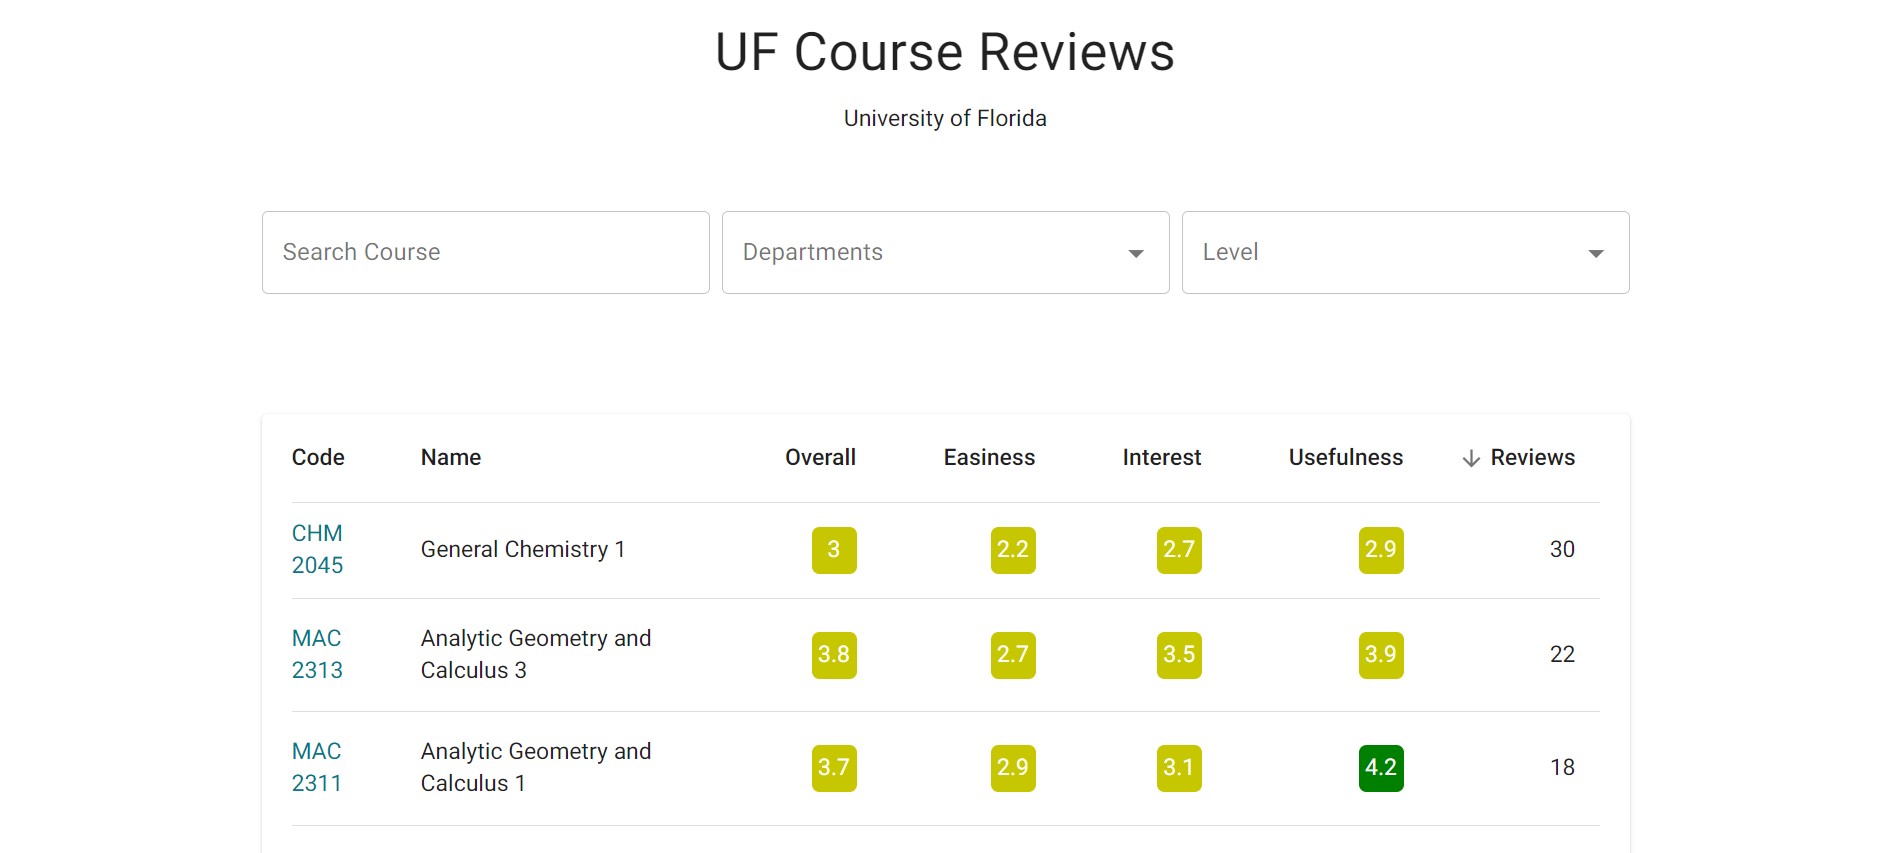 UF Course Reviews
University of Florida
Search Course
Departments
Level
Code Name Overall Easiness Interest Usefulness Reviews
CHM
2045
General Chemistry 1
3 2.2 2.7 2.9 30
MAC
2313
Analytic Geometry and
Calculus 3
3.8 2.7 3.5 3.9 22
MAC
2311
Analytic Geometry and
Calculus 1
3.7 2.9 3.1 4.2 18